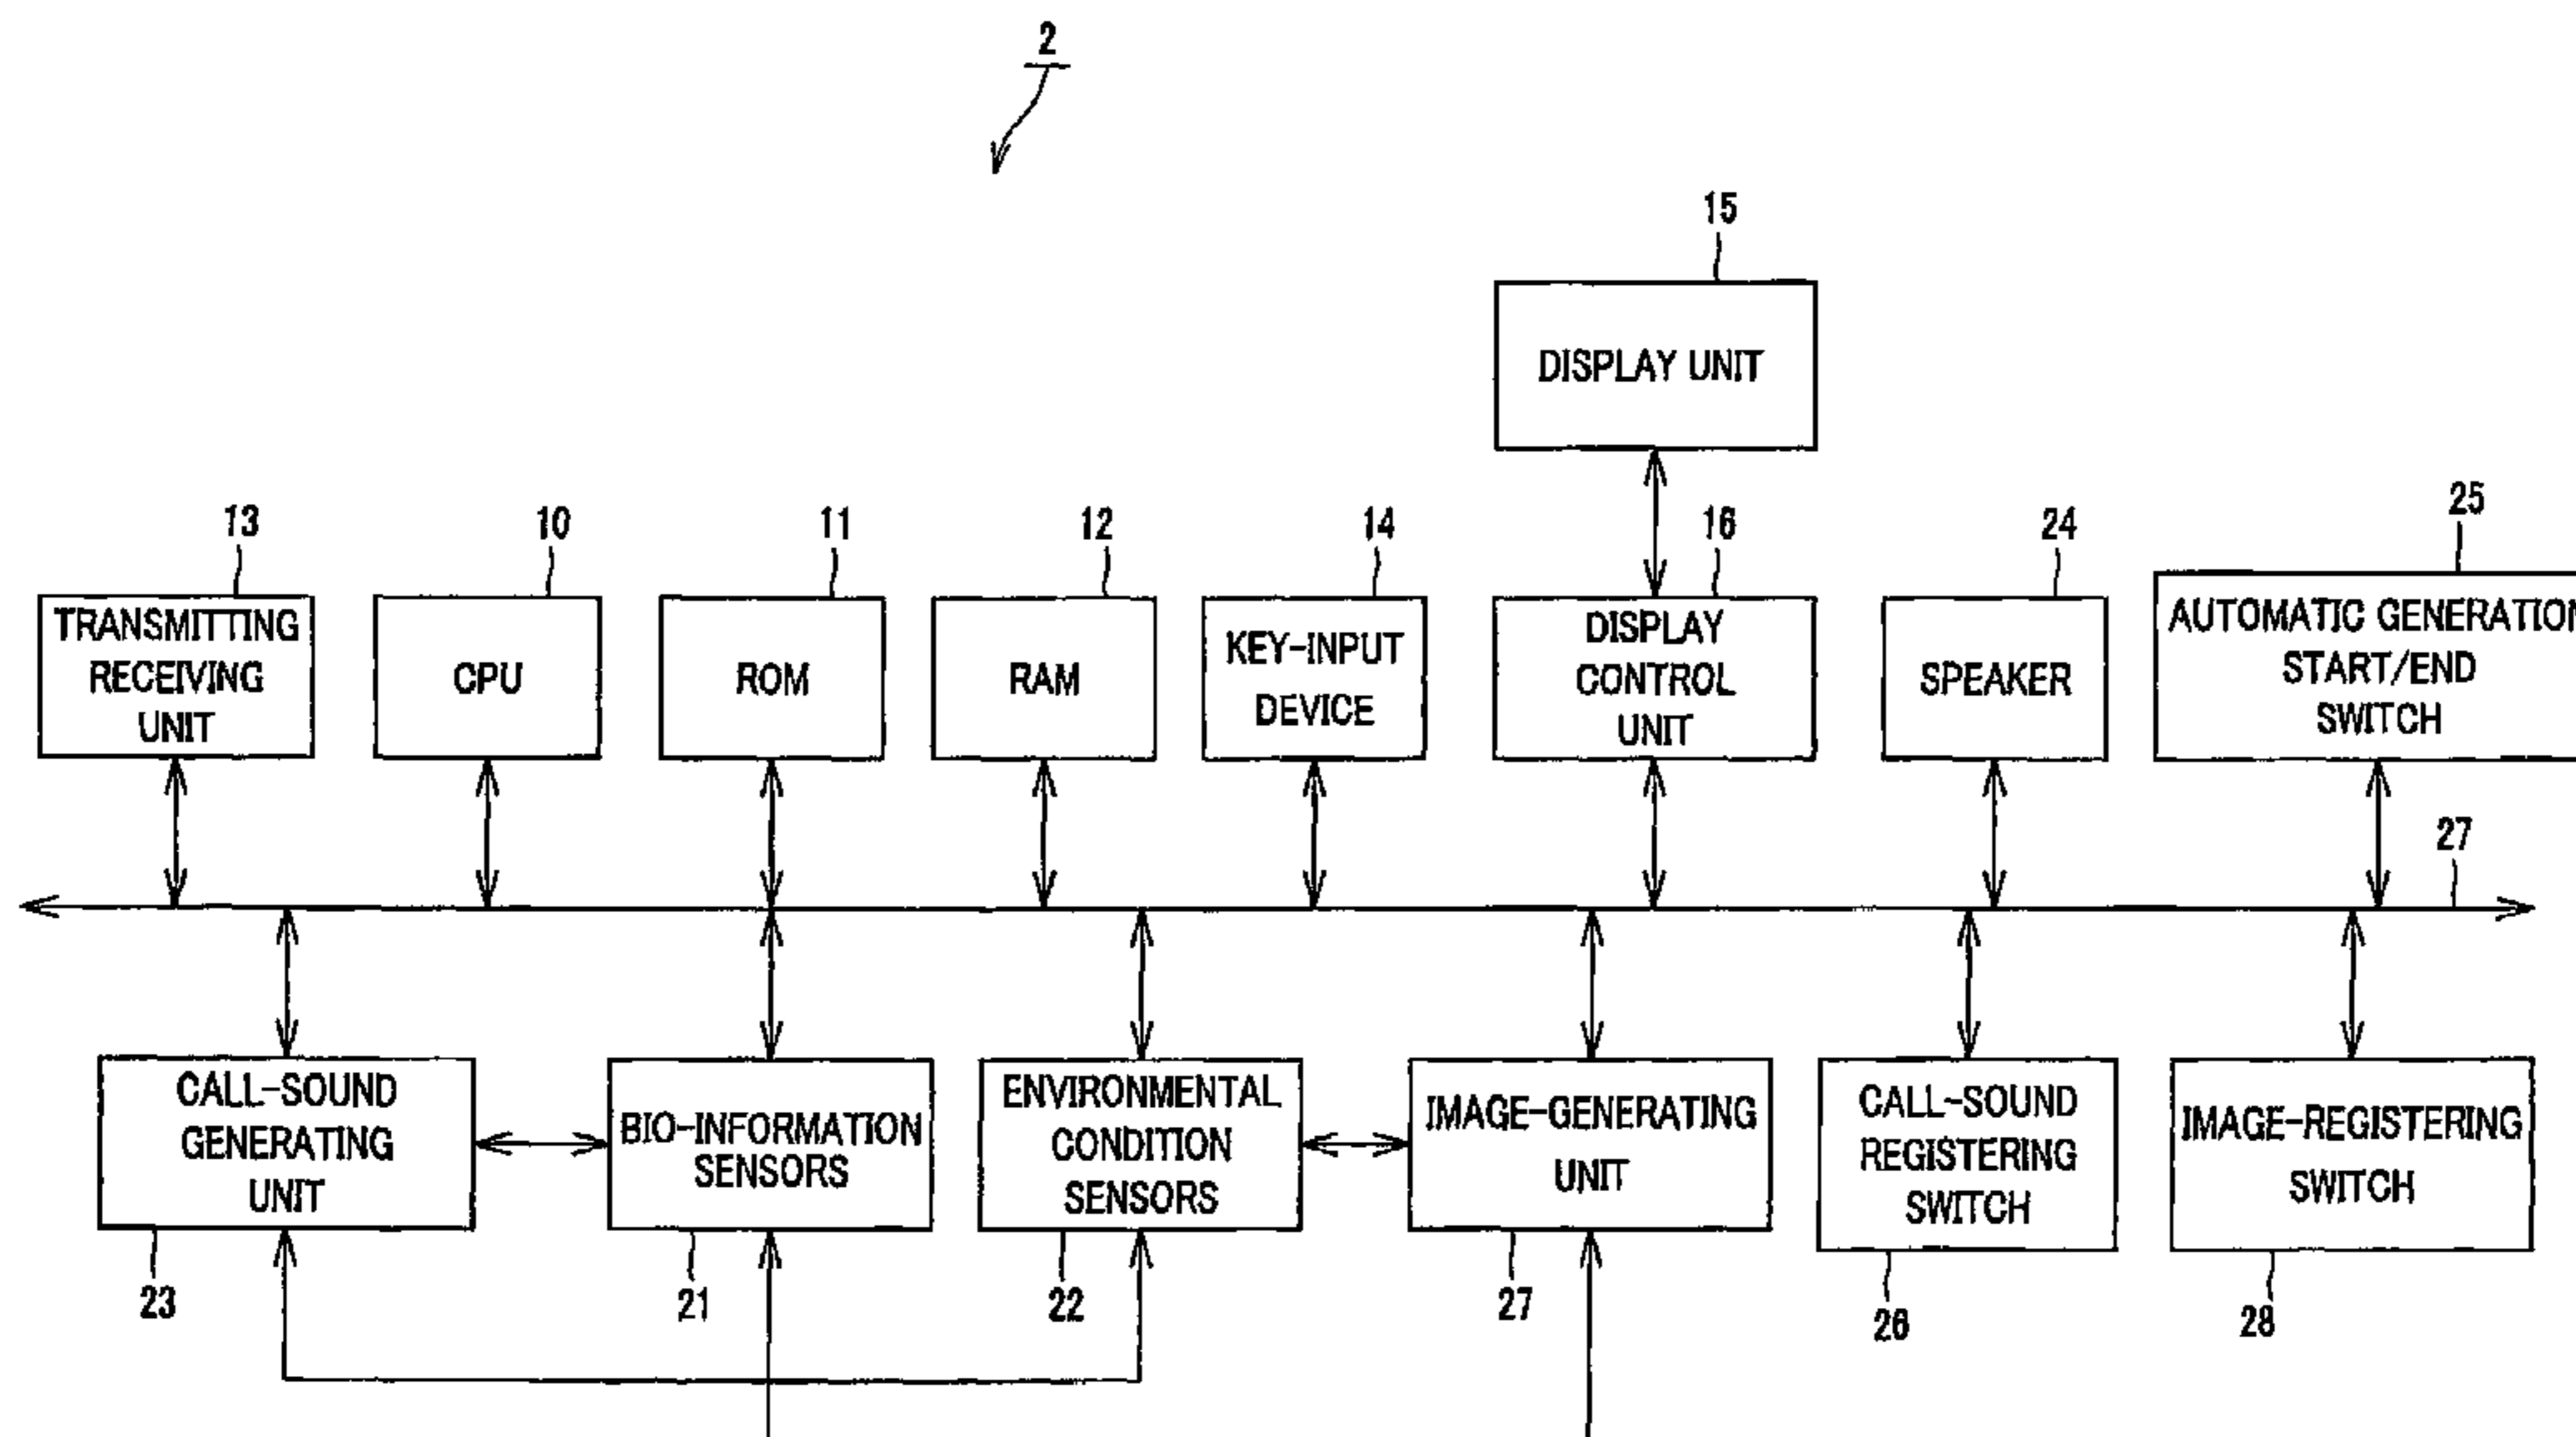 2
15
DISPLAY UNIT
13
10
11
12
14
16
24
25
TRANSMITTING
RECEIVING
UNIT
CPU
ROM
RAM
KEY-INPUT
DEVICE
DISPLAY
CONTROL
UNIT
SPEAKER
AUTOMATIC GENERATION
START/END
SWITCH
27
CALL-SOUND
GENERATING
UNIT
BIO-INFORMATION
SENSORS
ENVIRONMENTAL
CONDITION
SENSORS
IMAGE-GENERATING
UNIT
CALL-SOUND
REGISTERING
SWITCH
IMAGE-REGISTERING
SWITCH
23
21
22
27
26
28